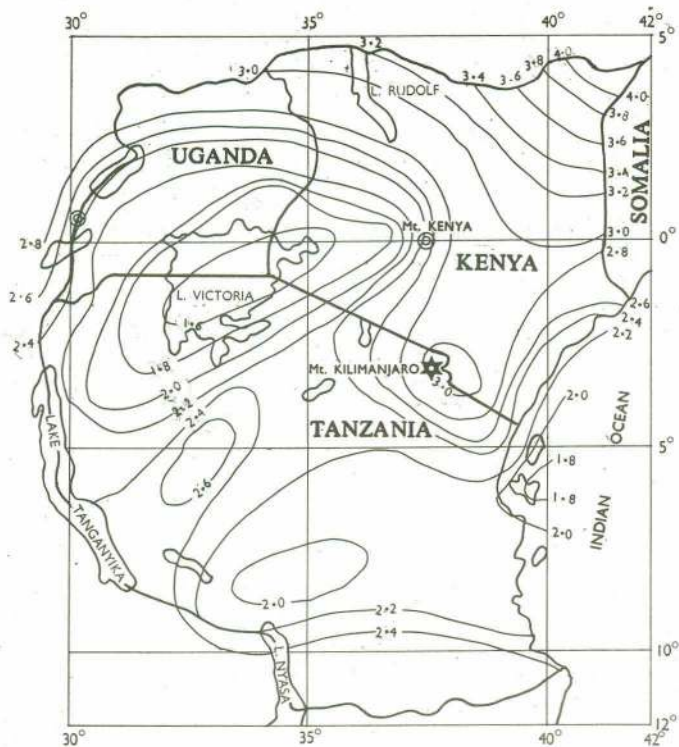 30° 35° 40° 42°
5°
3·2
3·0
3·4 3·6 3·8 4·0
L. RUDOLF
4·0
3·8
3·6
UGANDA
SOMALIA
3·4
3·2
Mt. KENYA
3·0
0°
2·8
KENYA
2·8
2·6
L. VICTORIA
2·6
2·4
2·2
2·4
1·6
1·8
Mt. KILIMANJARO
3·0
2·0
2·0
2·2
2·4
TANZANIA
OCEAN
LAKE
5°
1·8
2·6
1·8
TANGANYIKA
INDIAN
2·0
2·0
2·2
2·4
10°
L. NYASA
12°
30° 35° 40° 42°